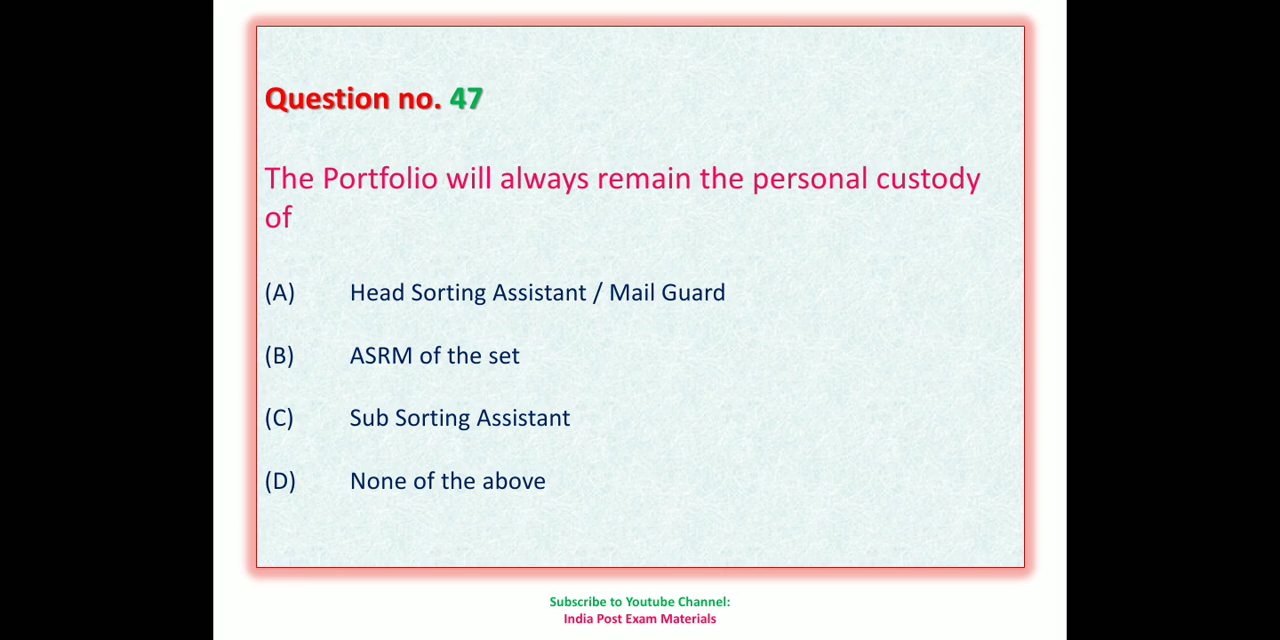 Question no. 47
The Portfolio will always remain the personal custody
of
(A) Head Sorting Assistant / Mail Guard
(B) ASRM of the set
(C) Sub Sorting Assistant
(D) None of the above
Subscribe to Youtube Channel:
India Post Exam Materials